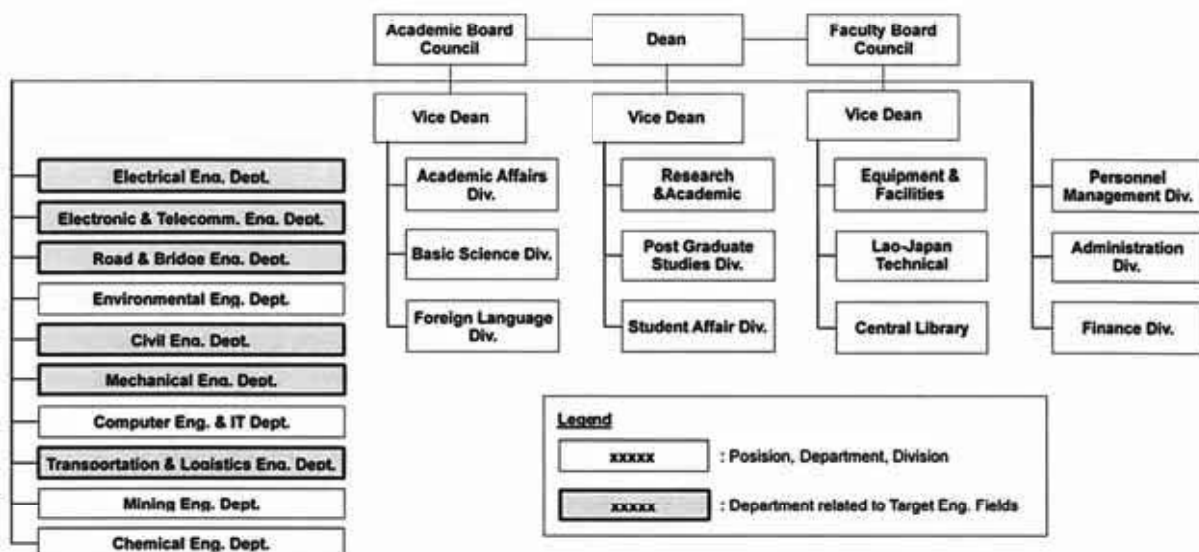 Academic Board
Council
Dean
Faculty Board
Council
Vice Dean
Vice Dean
Vice Dean
Electrical Eng. Dept.
Electronic & Telecomm. Eng. Dept.
Road & Bridge Eng. Dept.
Environmental Eng. Dept.
Civil Eng. Dept.
Mechanical Eng. Dept.
Computer Eng. & IT Dept.
Transportation & Logistics Eng. Dept.
Mining Eng. Dept.
Chemical Eng. Dept.
Academic Affairs
Div.
Basic Science Div.
Foreign Language
Div.
Research
&Academic
Post Graduate
Studies Div.
Student Affair Div.
Equipment &
Facilities
Lao-Japan
Technical
Central Library
Personnel
Management Div.
Administration
Div.
Finance Div.
Legend
xxxxx : Posision, Department, Division
xxxxx : Department related to Target Eng. Fields